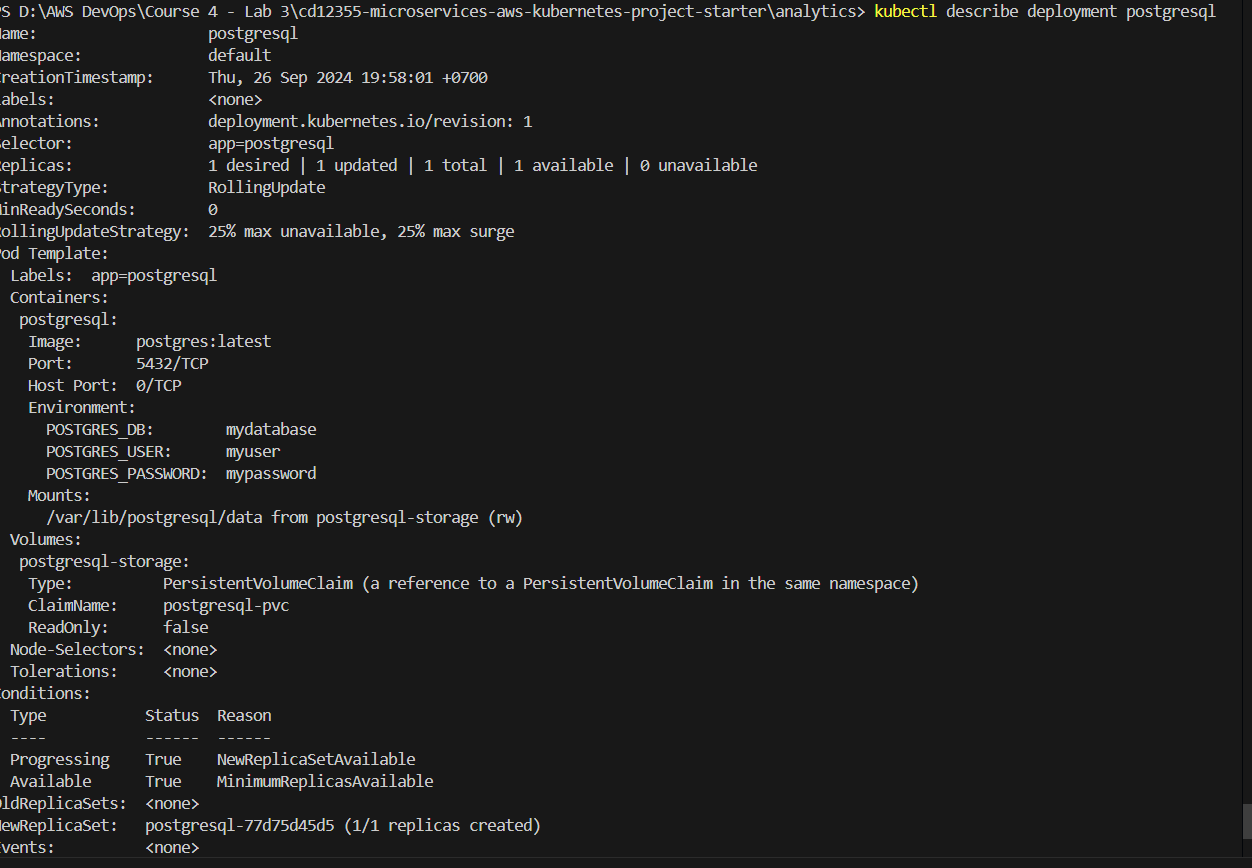 PS D:\AWS DevOps\Course 4 - Lab 3\cd12355-microservices-aws-kubernetes-project-starter\analytics> kubectl describe deployment postgresql
ame:                   postgresql
amespace:              default
reationTimestamp:      Thu, 26 Sep 2024 19:58:01 +0700
abels:                 <none>
nnotations:            deployment.kubernetes.io/revision: 1
elector:               app=postgresql
eplicas:               1 desired | 1 updated | 1 total | 1 available | 0 unavailable
trategyType:           RollingUpdate
inReadySeconds:        0
ollingUpdateStrategy:  25% max unavailable, 25% max surge
od Template:
  Labels:  app=postgresql
  Containers:
   postgresql:
    Image:      postgres:latest
    Port:       5432/TCP
    Host Port:  0/TCP
    Environment:
      POSTGRES_DB:        mydatabase
      POSTGRES_USER:      myuser
      POSTGRES_PASSWORD:  mypassword
    Mounts:
      /var/lib/postgresql/data from postgresql-storage (rw)
  Volumes:
   postgresql-storage:
    Type:          PersistentVolumeClaim (a reference to a PersistentVolumeClaim in the same namespace)
    ClaimName:     postgresql-pvc
    ReadOnly:      false
  Node-Selectors:  <none>
  Tolerations:     <none>
onditions:
  Type           Status  Reason
  ----           ------  ------
  Progressing    True    NewReplicaSetAvailable
  Available      True    MinimumReplicasAvailable
ldReplicaSets:  <none>
ewReplicaSet:   postgresql-77d75d45d5 (1/1 replicas created)
vents:          <none>